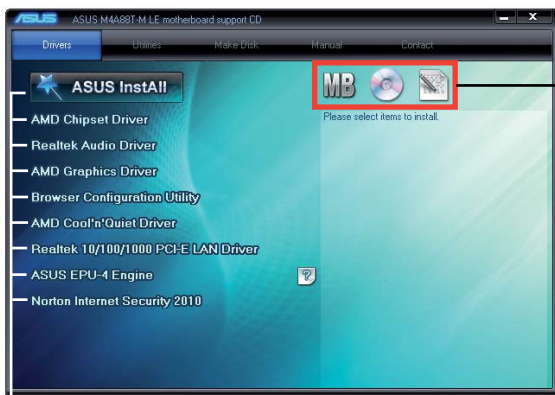 ASUS ASUS M4A88T-M LE motherboard support CD
Drivers Utilities Make Disk Manual Contact
ASUS InstAll
MB
Please select items to install.
AMD Chipset Driver
Realtek Audio Driver
AMD Graphics Driver
Browser Configuration Utility
AMD Cool'n'Quiet Driver
Realtek 10/100/1000 PCI-E LAN Driver
ASUS EPU-4 Engine
?
Norton Internet Security 2010